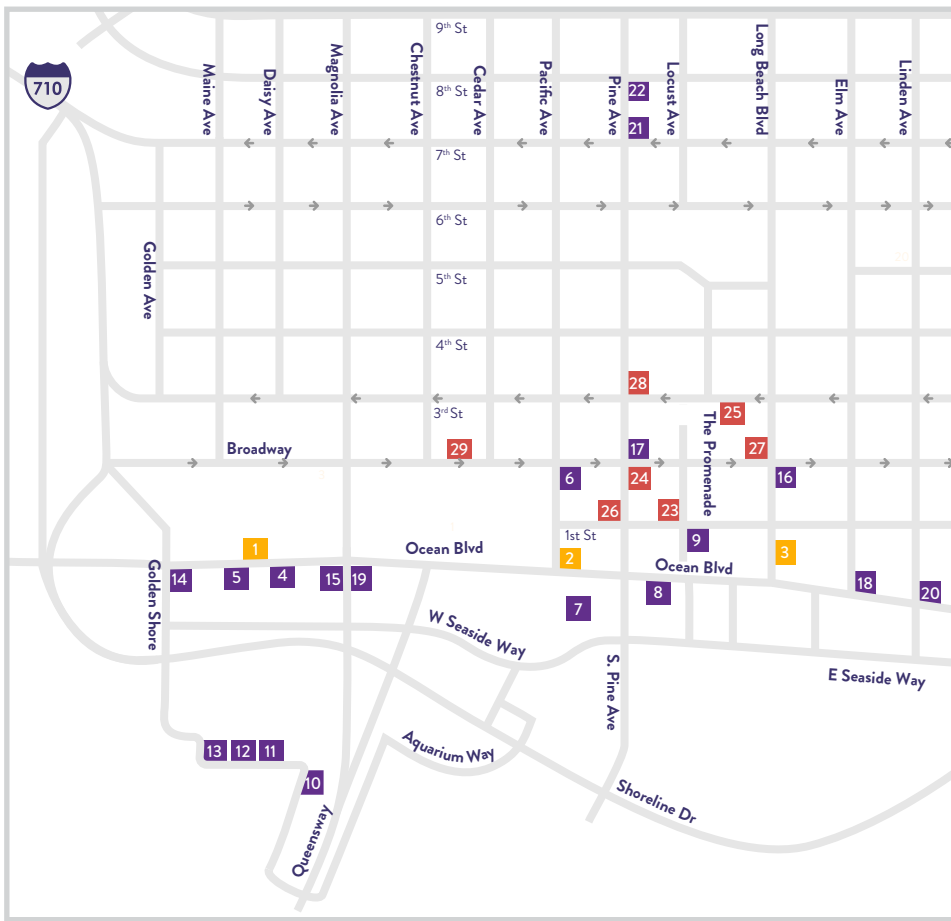 9th St
Long Beach Blvd
Magnolia Ave
Chestnut Ave
Maine Ave
Daisy Ave
Cedar Ave
Pacific Ave
Pine Ave
Locust Ave
Elm Ave
Linden Ave
710
8th St
22
21
7th St
6th St
Golden Ave
5th St
4th St
28
3rd St
25
The Promenade
Broadway
29
17
27
6
24
16
26
23
1st St
9
1
Ocean Blvd
2
3
Ocean Blvd
Golden Shore
14
5
4
15
19
8
18
20
7
W Seaside Way
S. Pine Ave
E Seaside Way
13
12
11
Aquarium Way
10
Shoreline Dr
Queensway